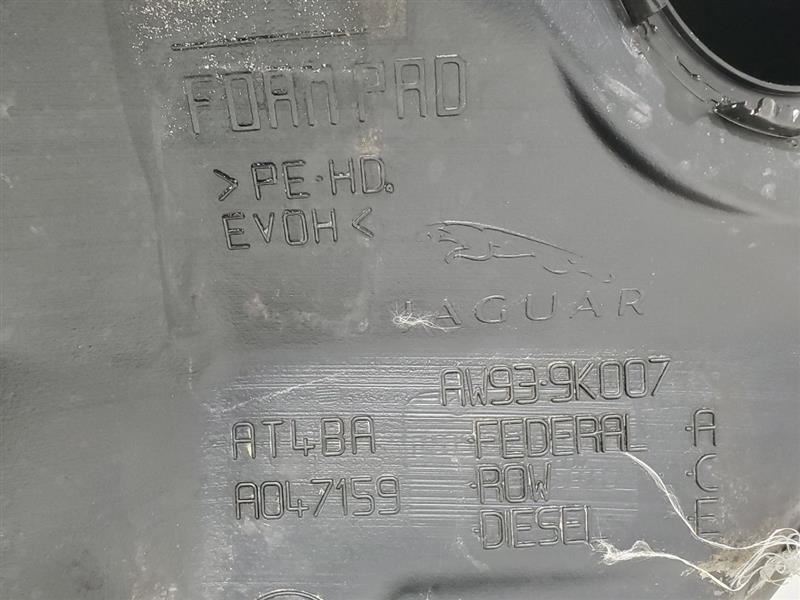 FOAM PAD
>PE-HD.
EVOH<
JAGUAR
AW93-9K007
AT4BA
A047159
·FEDERAL ·A
·ROW ·C
·DIESEL ·E